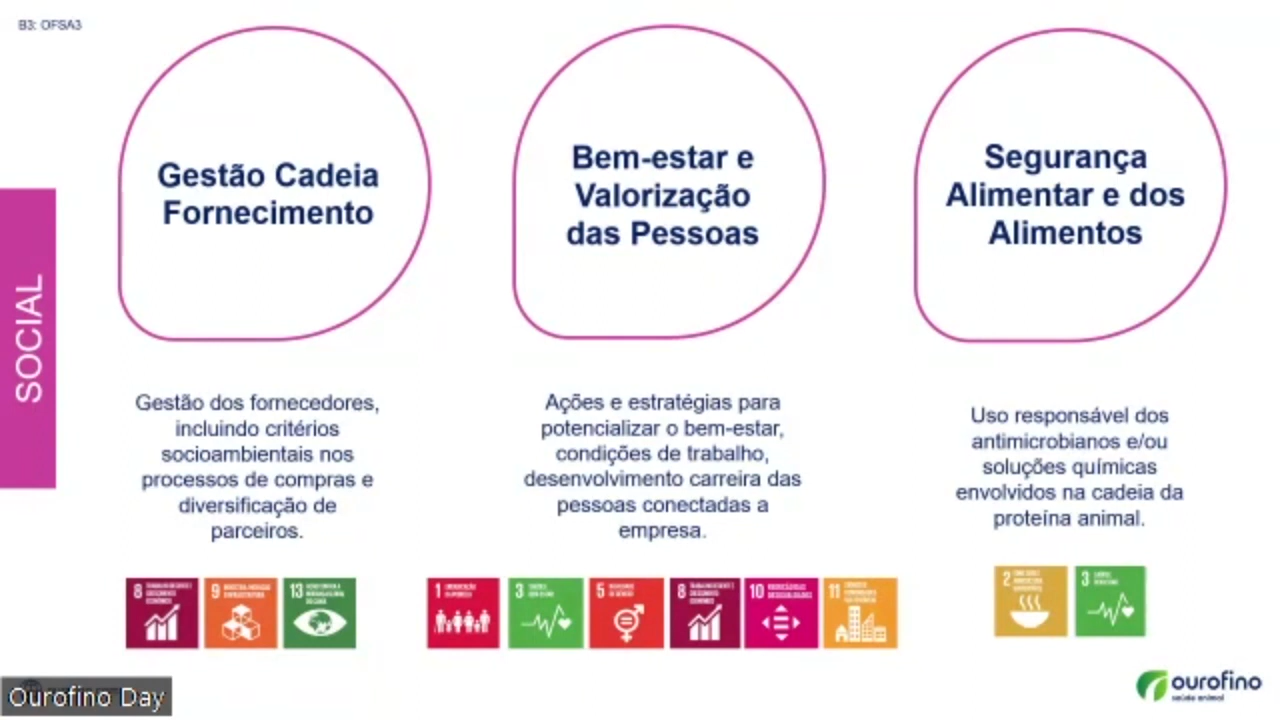 B3: OFSA3
SOCIAL
Gestão Cadeia
Fornecimento
Gestão dos fornecedores,
incluindo critérios
socioambientais nos
processos de compras e
diversificação de
parceiros.
8
9
13
Bem-estar e
Valorização
das Pessoas
Ações e estratégias para
potencializar o bem-estar,
condições de trabalho,
desenvolvimento carreira das
pessoas conectadas a
empresa.
1
3
5
8
10
11
Segurança
Alimentar e dos
Alimentos
Uso responsável dos
antimicrobianos e/ou
soluções químicas
envolvidos na cadeia da
proteína animal.
2
3
Ourofino Day
ourofino
saúde animal